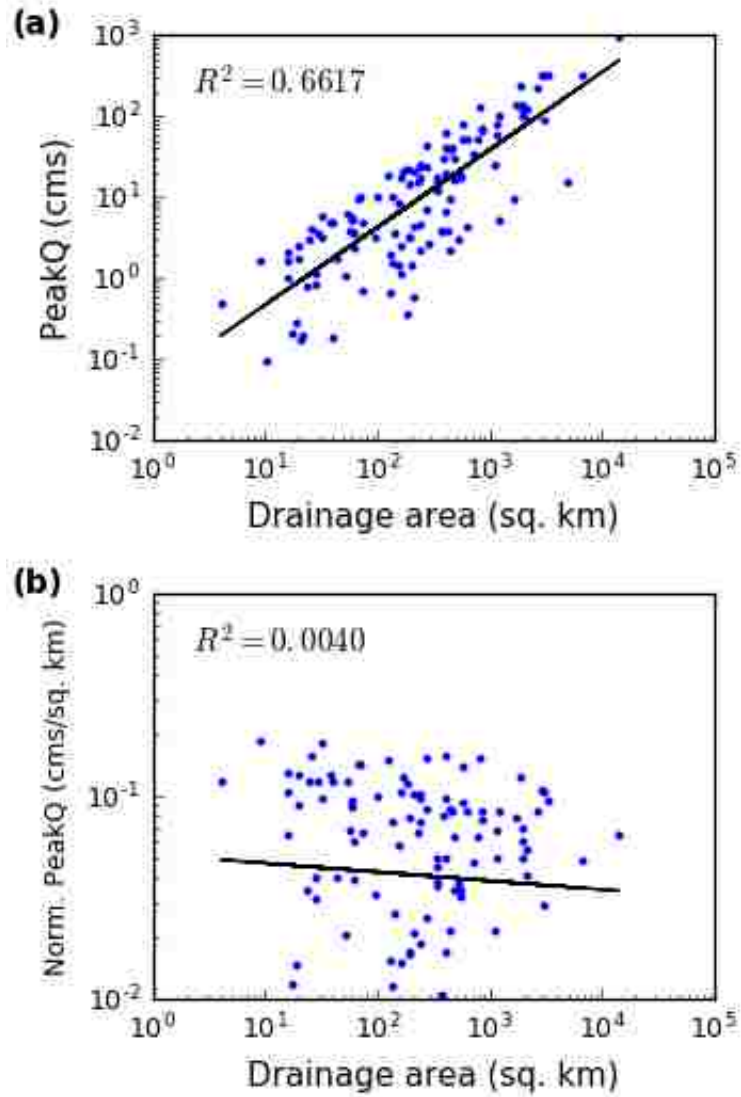 (a)
PeakQ (cms)
10³
10²
10¹
10⁰
10⁻¹
10⁻²
R² = 0.6617
10⁰ 10¹ 10² 10³ 10⁴ 10⁵
Drainage area (sq. km)
(b)
Norm. PeakQ (cms/sq. km)
10⁰
10⁻¹
10⁻²
R² = 0.0040
10⁰ 10¹ 10² 10³ 10⁴ 10⁵
Drainage area (sq. km)